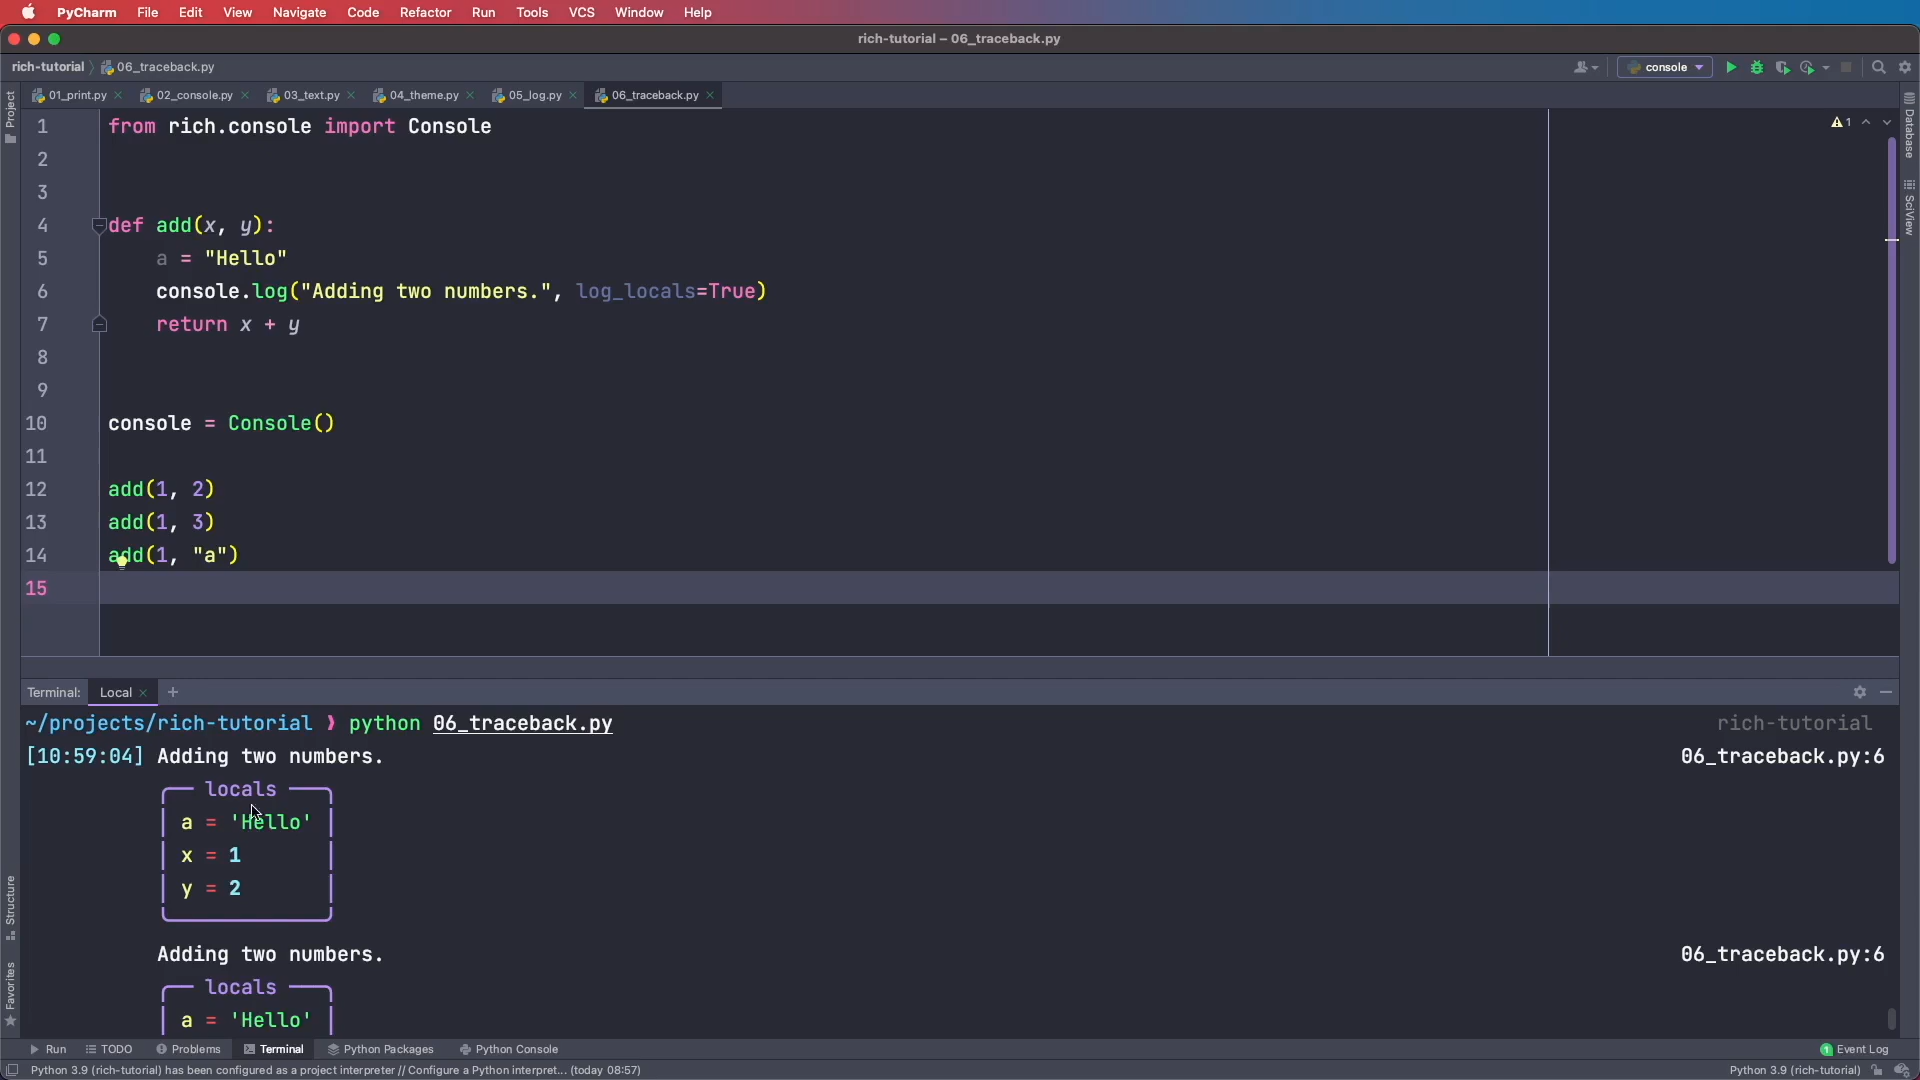 PyCharm File Edit View Navigate Code Refactor Run Tools VCS Window Help
rich-tutorial – 06_traceback.py
rich-tutorial 06_traceback.py console
01_print.py 02_console.py 03_text.py 04_theme.py 05_log.py 06_traceback.py
Project
Database
SciView
1 from rich.console import Console
1
2
3
4 def add(x, y):
5 a = "Hello"
6 console.log("Adding two numbers.", log_locals=True)
7 return x + y
8
9
10 console = Console()
11
12 add(1, 2)
13 add(1, 3)
14 add(1, "a")
15
Terminal: Local +
~/projects/rich-tutorial ❱ python 06_traceback.py rich-tutorial
[10:59:04] Adding two numbers. 06_traceback.py:6
locals
a = 'Hello'
x = 1
y = 2
Adding two numbers. 06_traceback.py:6
locals
a = 'Hello'
Structure
Favorites
Run TODO Problems Terminal Python Packages Python Console 1 Event Log
Python 3.9 (rich-tutorial) has been configured as a project interpreter // Configure a Python interpret... (today 08:57) Python 3.9 (rich-tutorial)